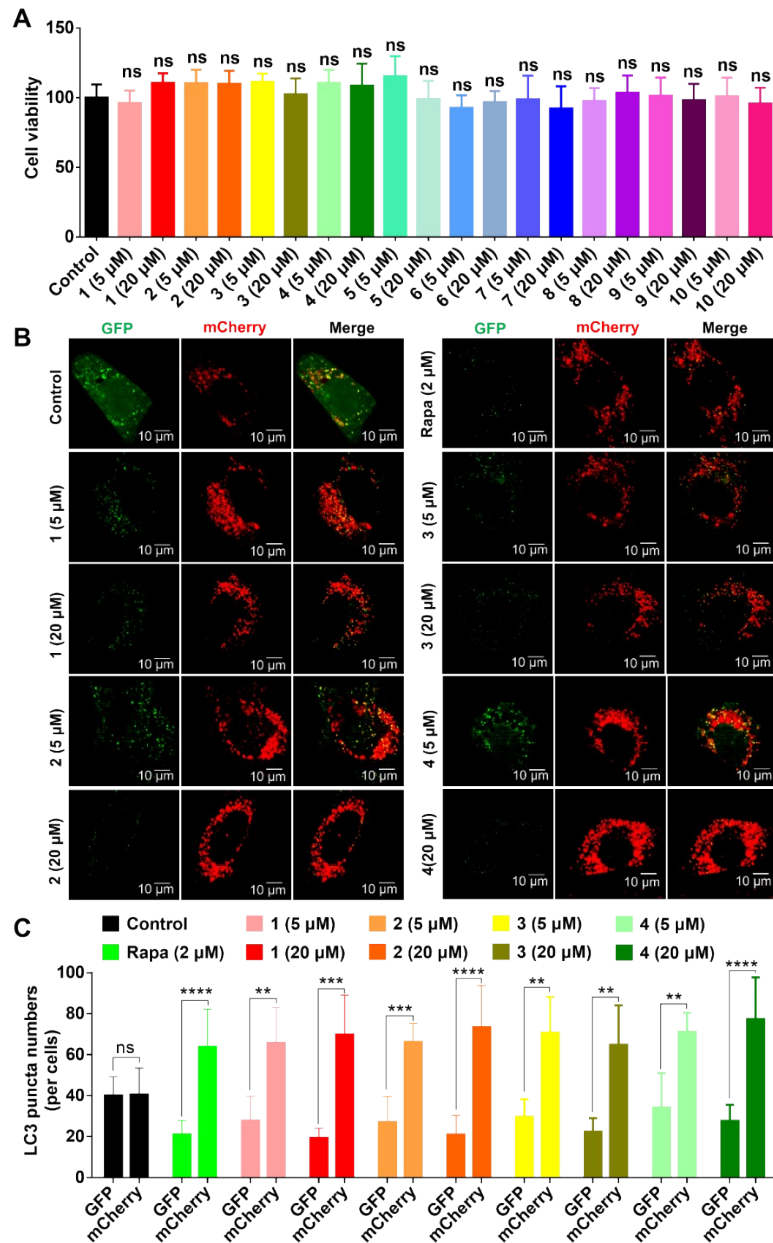 A
150
100
50
0
Cell viability
ns ns ns ns ns ns ns ns ns ns ns ns ns ns ns ns ns ns ns ns
Control
1 (5 µM)
1 (20 µM)
2 (5 µM)
2 (20 µM)
3 (5 µM)
3 (20 µM)
4 (5 µM)
4 (20 µM)
5 (5 µM)
5 (20 µM)
6 (5 µM)
6 (20 µM)
7 (5 µM)
7 (20 µM)
8 (5 µM)
8 (20 µM)
9 (5 µM)
9 (20 µM)
10 (5 µM)
10 (20 µM)
B
GFP mCherry Merge
Control
10 µm 10 µm 10 µm
1 (5 µM)
10 µm 10 µm 10 µm
1 (20 µM)
10 µm 10 µm 10 µm
2 (5 µM)
10 µm 10 µm 10 µm
2 (20 µM)
10 µm 10 µm 10 µm
GFP mCherry Merge
Rapa (2 µM)
10 µm 10 µm 10 µm
3 (5 µM)
10 µm 10 µm 10 µm
3 (20 µM)
10 µm 10 µm 10 µm
4 (5 µM)
10 µm 10 µm 10 µm
4(20 µM)
10 µm 10 µm 10 µm
C
Control 1 (5 µM) 2 (5 µM) 3 (5 µM) 4 (5 µM)
Rapa (2 µM) 1 (20 µM) 2 (20 µM) 3 (20 µM) 4 (20 µM)
LC3 puncta numbers
(per cells)
100
80
60
40
20
0
ns **** ** *** *** **** ** ** ** ****
GFP mCherry GFP mCherry GFP mCherry GFP mCherry GFP mCherry GFP mCherry GFP mCherry GFP mCherry GFP mCherry GFP mCherry